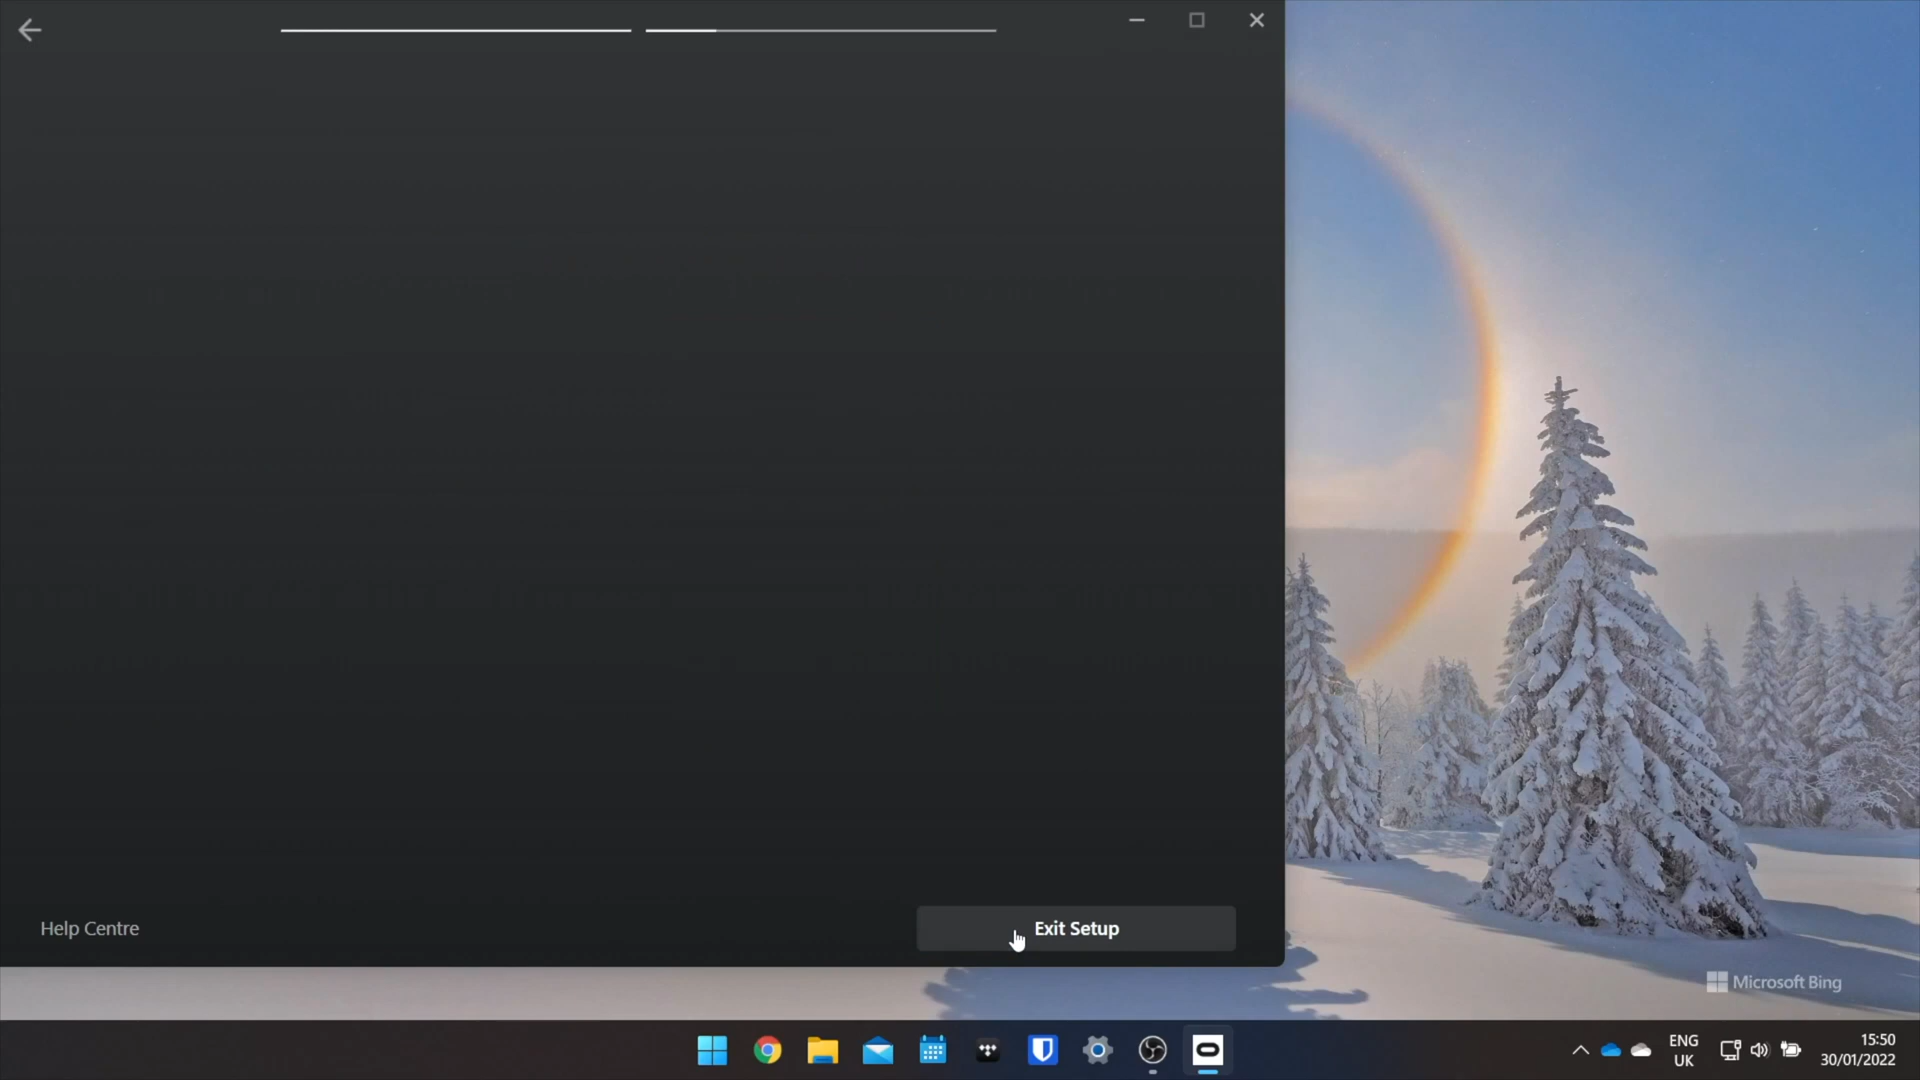 Help Centre
Exit Setup
Microsoft Bing
ENG
UK
15:50
30/01/2022